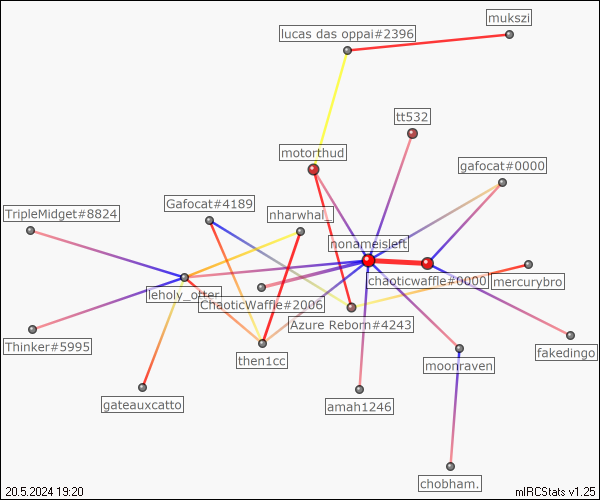 mukszi
lucas das oppai#2396
tt532
motorthud
gafocat#0000
Gafocat#4189
TripleMidget#8824
nharwhal_
nonameisleft
chaoticwaffle#0000
mercurybro
leholy_otter
ChaoticWaffle#2006
Azure Reborn#4243
Thinker#5995
then1cc
fakedingo
moonraven
gateauxcatto
amah1246
chobham.
20.5.2024 19:20
mIRCStats v1.25